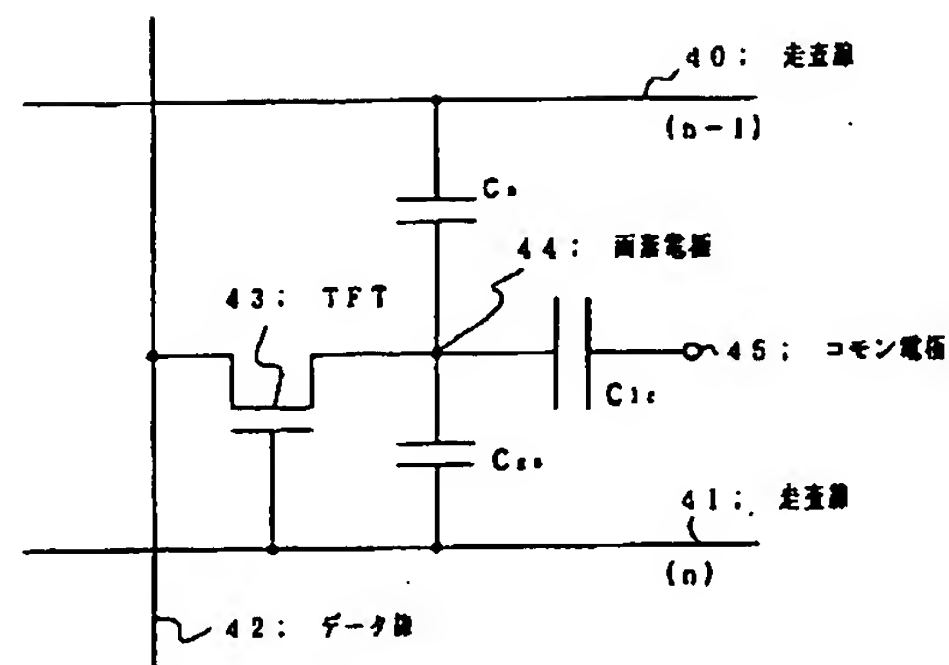 40; 走査線
(n-1)
Cs
44; 画素電極
43; TFT
45; コモン電極
Clc
Cgs
41; 走査線
(n)
42; データ線